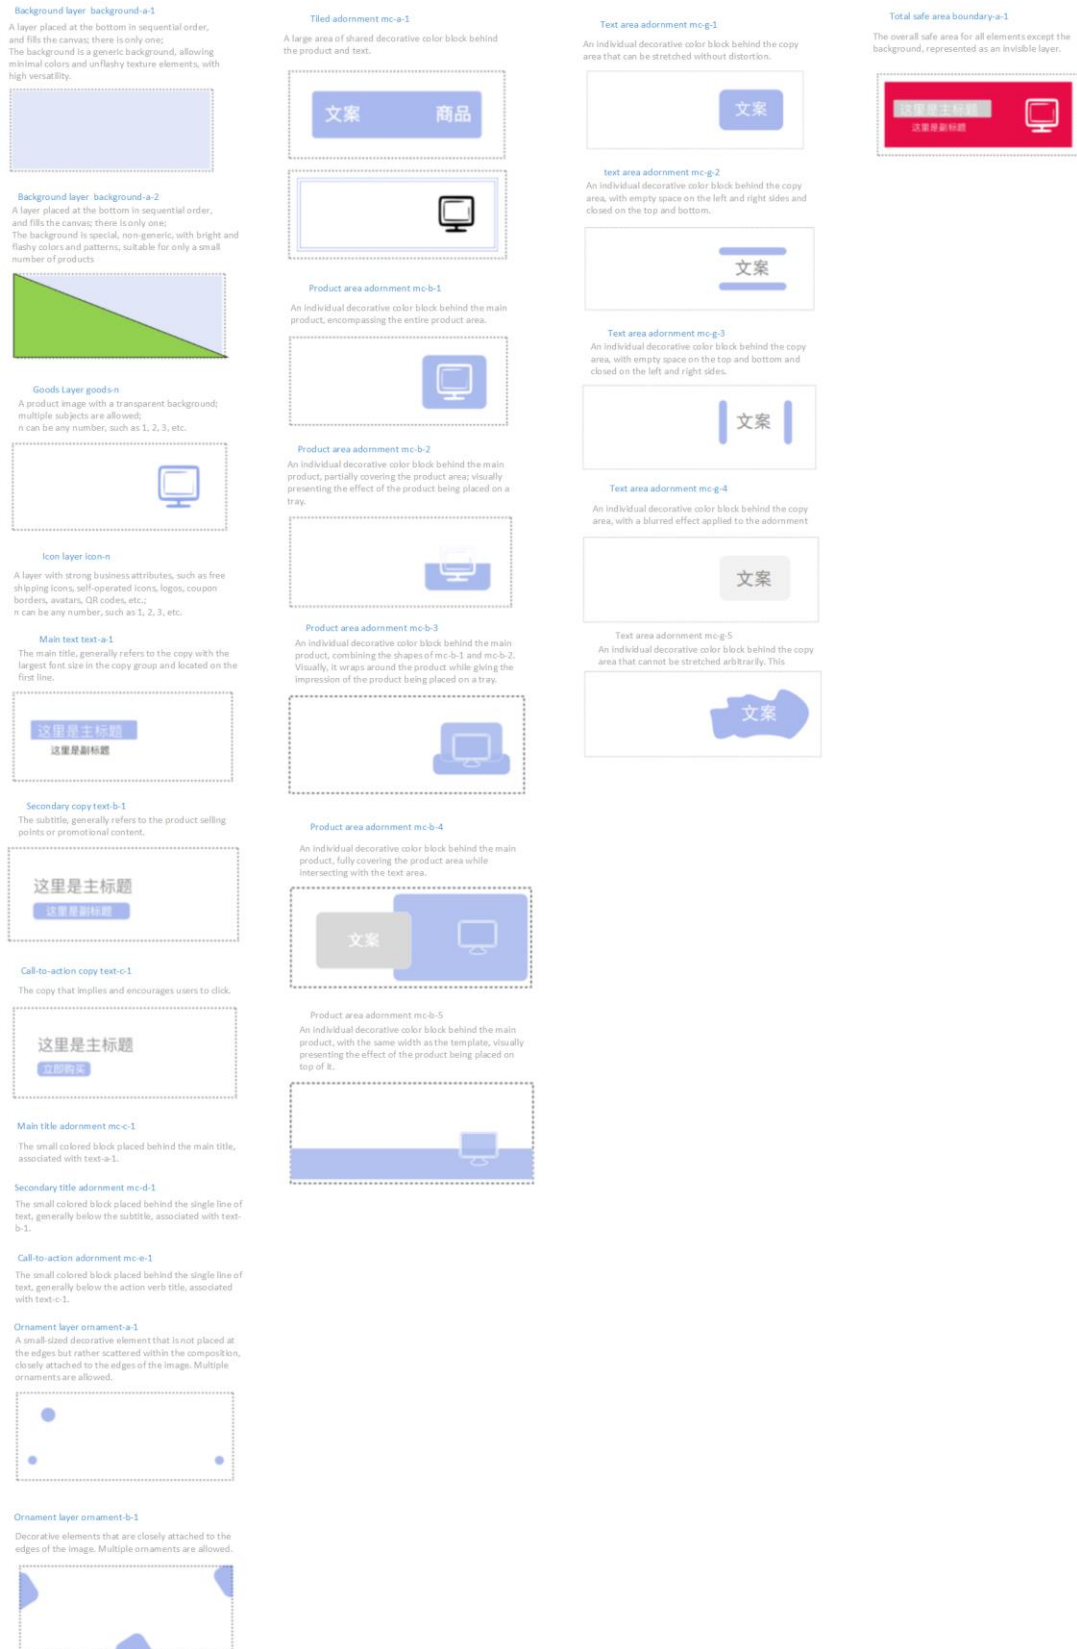 Background layer  background-a-1
A layer placed at the bottom in sequential order,
and fills the canvas; there is only one;
The background is a generic background, allowing
minimal colors and unflashy texture elements, with
high versatility.
Background layer  background-a-2
A layer placed at the bottom in sequential order,
and fills the canvas; there is only one;
The background is special, non-generic, with bright and
flashy colors and patterns, suitable for only a small
number of products
Goods Layer goods-n
A product image with a transparent background;
multiple subjects are allowed;
n can be any number, such as 1, 2, 3, etc.
Icon layer icon-n
A layer with strong business attributes, such as free
shipping icons, self-operated icons, logos, coupon
borders, avatars, QR codes, etc.;
n can be any number, such as 1, 2, 3, etc.
Main text text-a-1
The main title, generally refers to the copy with the
largest font size in the copy group and located on the
first line.
这里是主标题
这里是副标题
Secondary copy text-b-1
The subtitle, generally refers to the product selling
points or promotional content.
这里是主标题
这里是副标题
Call-to-action copy text-c-1
The copy that implies and encourages users to click.
这里是主标题
立即购买
Main title adornment mc-c-1
The small colored block placed behind the main title,
associated with text-a-1.
Secondary title adornment mc-d-1
The small colored block placed behind the single line of
text, generally below the subtitle, associated with text-
b-1.
Call-to-action adornment mc-e-1
The small colored block placed behind the single line of
text, generally below the action verb title, associated
with text-c-1.
Ornament layer ornament-a-1
A small-sized decorative element that is not placed at
the edges but rather scattered within the composition,
closely attached to the edges of the image. Multiple
ornaments are allowed.
Ornament layer ornament-b-1
Decorative elements that are closely attached to the
edges of the image. Multiple ornaments are allowed.
Tiled adornment mc-a-1
A large area of shared decorative color block behind
the product and text.
文案 商品
Product area adornment mc-b-1
An individual decorative color block behind the main
product, encompassing the entire product area.
Product area adornment mc-b-2
An individual decorative color block behind the main
product, partially covering the product area; visually
presenting the effect of the product being placed on a
tray.
Product area adornment mc-b-3
An individual decorative color block behind the main
product, combining the shapes of mc-b-1 and mc-b-2.
Visually, it wraps around the product while giving the
impression of the product being placed on a tray.
Product area adornment mc-b-4
An individual decorative color block behind the main
product, fully covering the product area while
intersecting with the text area.
文案
Product area adornment mc-b-5
An individual decorative color block behind the main
product, with the same width as the template, visually
presenting the effect of the product being placed on
top of it.
Text area adornment mc-g-1
An individual decorative color block behind the copy
area that can be stretched without distortion.
文案
text area adornment mc-g-2
An individual decorative color block behind the copy
area, with empty space on the left and right sides and
closed on the top and bottom.
文案
Text area adornment mc-g-3
An individual decorative color block behind the copy
area, with empty space on the top and bottom and
closed on the left and right sides.
文案
Text area adornment mc-g-4
An individual decorative color block behind the copy
area, with a blurred effect applied to the adornment
文案
Text area adornment mc-g-5
An individual decorative color block behind the copy
area that cannot be stretched arbitrarily. This
文案
Total safe area boundary-a-1
The overall safe area for all elements except the
background, represented as an invisible layer.
这里是主标题
这里是副标题